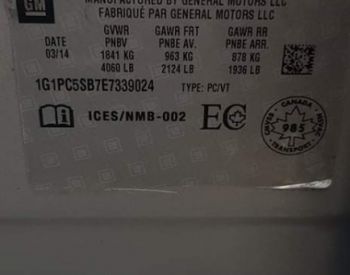 GM
MANUFACTURED BY GENERAL MOTORS LLC
FABRIQUÉ PAR GENERAL MOTORS LLC
DATE GVWR PNBV GAWR FRT PNBE AV. GAWR RR PNBE ARR.
03/14 1841 KG 963 KG 878 KG
4060 LB 2124 LB 1936 LB
1G1PC5SB7E7339024 TYPE: PC/VT
ICES/NMB-002 EC
CANADA
985
TRANSPORT